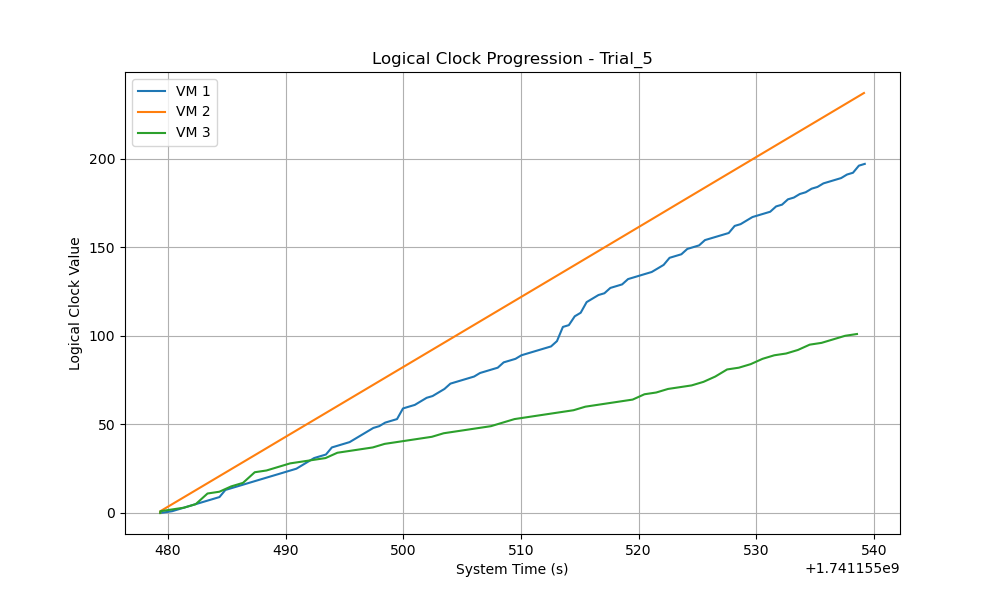 Logical Clock Progression - Trial_5
VM 1
VM 2
VM 3
Logical Clock Value
200
150
100
50
0
480 490 500 510 520 530 540
System Time (s)
+1.741155e9